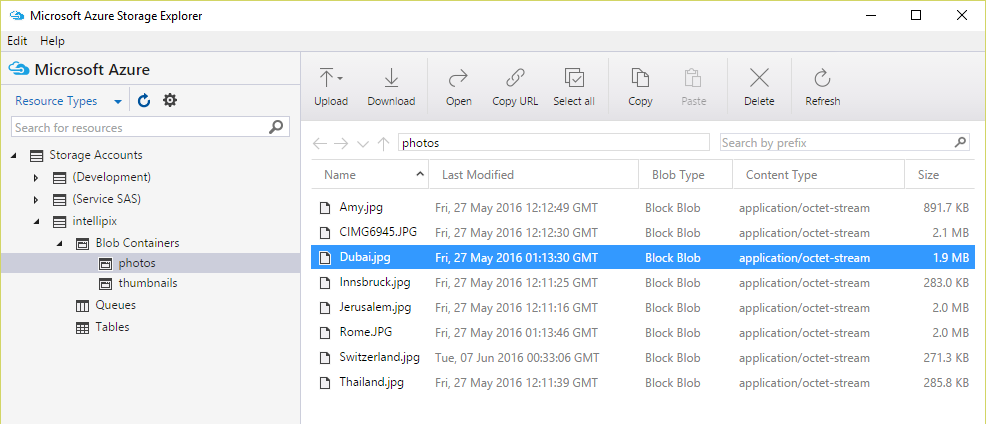 Microsoft Azure Storage Explorer
Edit Help
Microsoft Azure
Resource Types
Search for resources
Storage Accounts
(Development)
(Service SAS)
intellipix
Blob Containers
photos
thumbnails
Queues
Tables
Upload Download Open Copy URL Select all Copy Paste Delete Refresh
photos Search by prefix
Name Last Modified Blob Type Content Type Size
Amy.jpg Fri, 27 May 2016 12:12:49 GMT Block Blob application/octet-stream 891.7 KB
CIMG6945.JPG Fri, 27 May 2016 12:12:30 GMT Block Blob application/octet-stream 2.1 MB
Dubai.jpg Fri, 27 May 2016 01:13:30 GMT Block Blob application/octet-stream 1.9 MB
Innsbruck.jpg Fri, 27 May 2016 12:11:25 GMT Block Blob application/octet-stream 283.0 KB
Jerusalem.jpg Fri, 27 May 2016 12:13:08 GMT Block Blob application/octet-stream 2.0 MB
Rome.JPG Fri, 27 May 2016 01:13:46 GMT Block Blob application/octet-stream 2.0 MB
Switzerland.jpg Tue, 07 Jun 2016 00:33:06 GMT Block Blob application/octet-stream 271.3 KB
Thailand.jpg Fri, 27 May 2016 12:11:39 GMT Block Blob application/octet-stream 285.8 KB